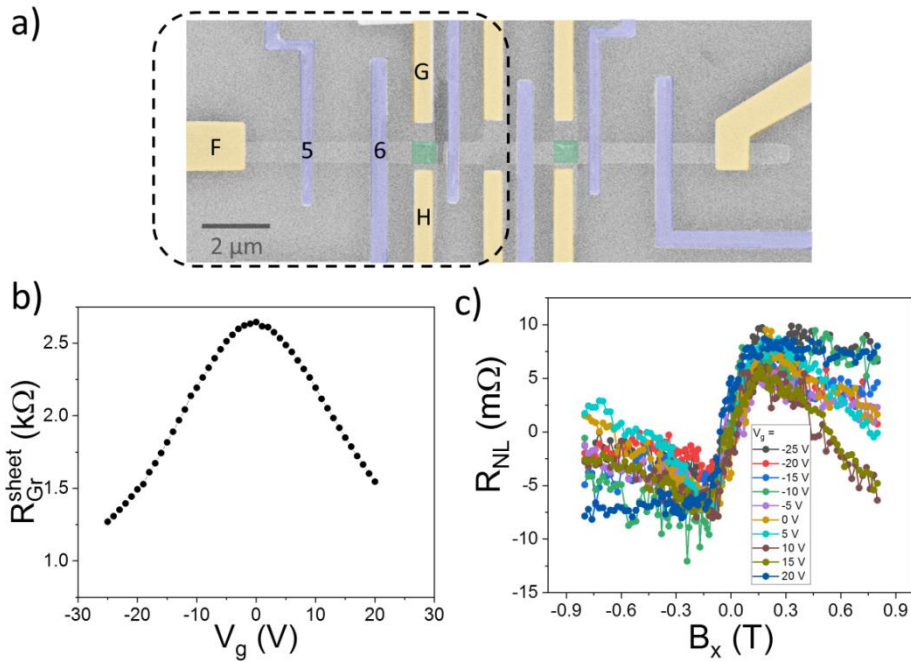 a)
G
F
5
6
H
2 μm
b)
R_Gr^sheet (kΩ)
2.5
2.0
1.5
1.0
-30 -20 -10 0 10 20 30
V_g (V)
c)
R_NL (mΩ)
10
5
0
-5
-10
-15
V_g =
-25 V
-20 V
-15 V
-10 V
-5 V
0 V
5 V
10 V
15 V
20 V
-0.9 -0.6 -0.3 0.0 0.3 0.6 0.9
B_x (T)